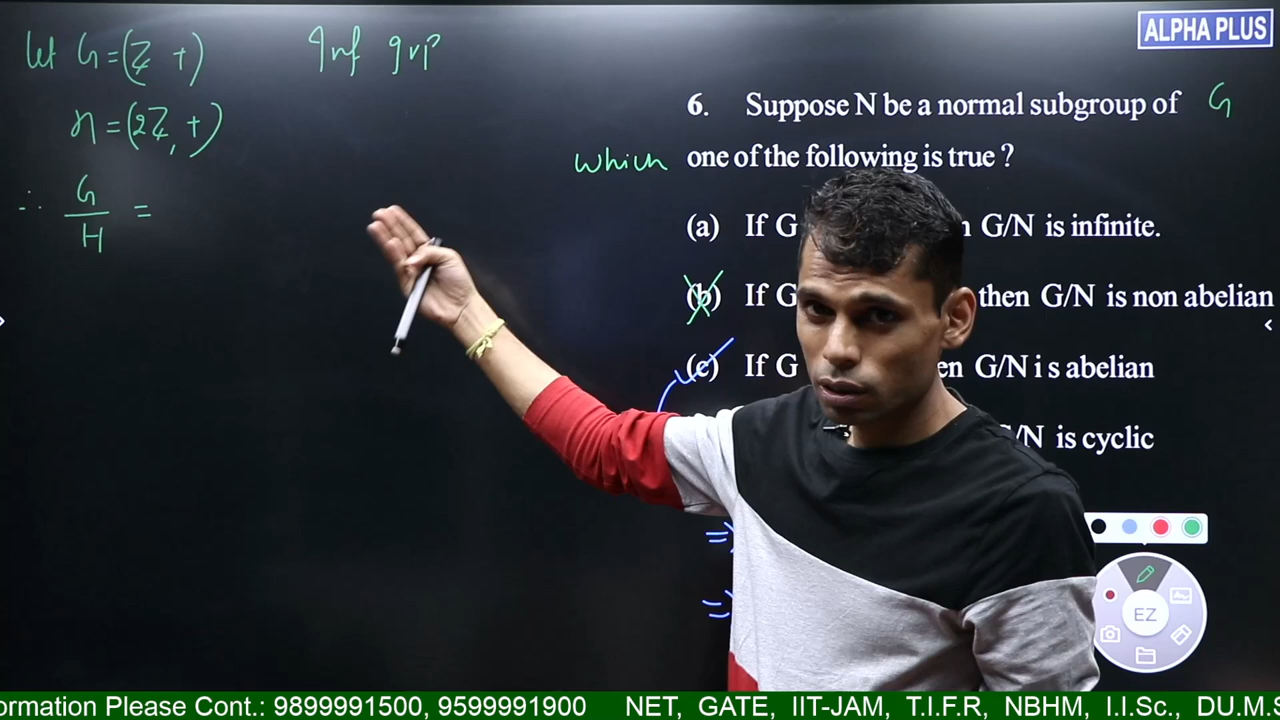 ALPHA PLUS
let G = (Z +) Inf grp
n = (2Z, +)
∴ G/H =
6. Suppose N be a normal subgroup of G
which one of the following is true ?
(a) If G G/N is infinite.
(b) If G then G/N is non abelian
(c) If G G/N is abelian
/N is cyclic
EZ
Please Cont.: 9899991500, 9599991900 NET, GATE, IIT-JAM, T.I.F.R, NBHM, I.I.Sc., DU.M.S